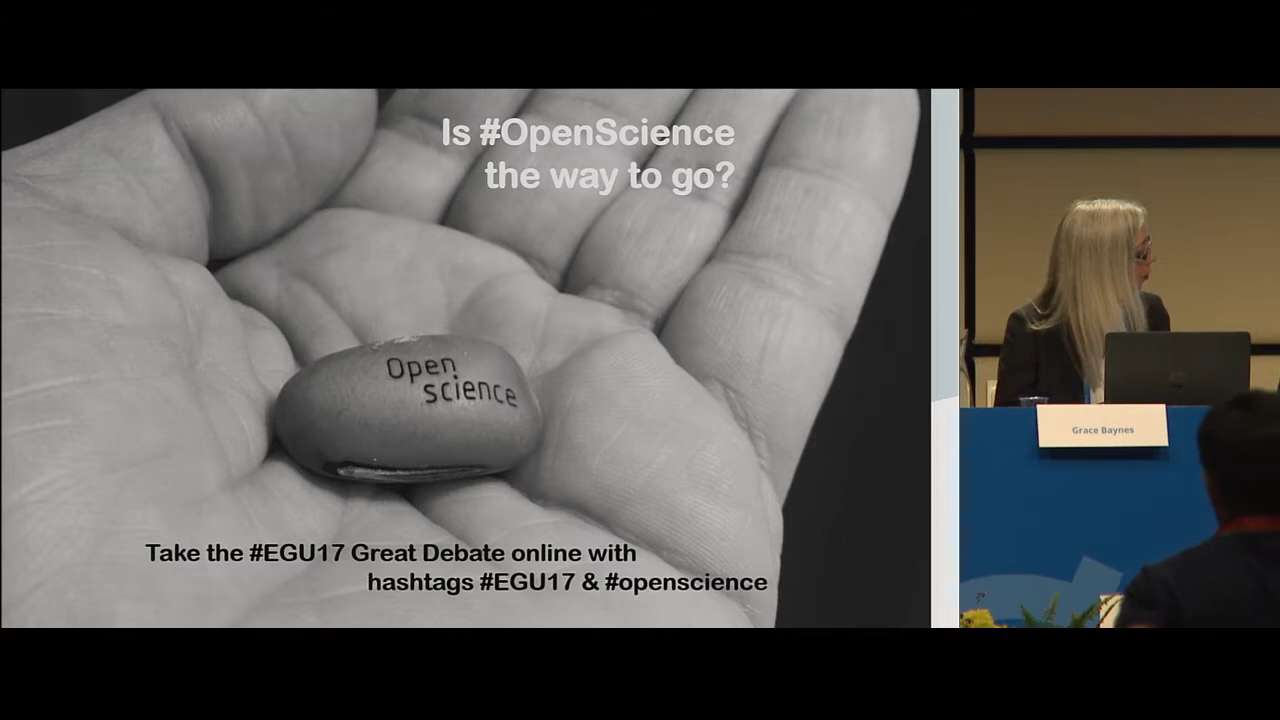 Is #OpenScience
the way to go?
Open
science
Take the #EGU17 Great Debate online with
hashtags #EGU17 & #openscience
Grace Baynes